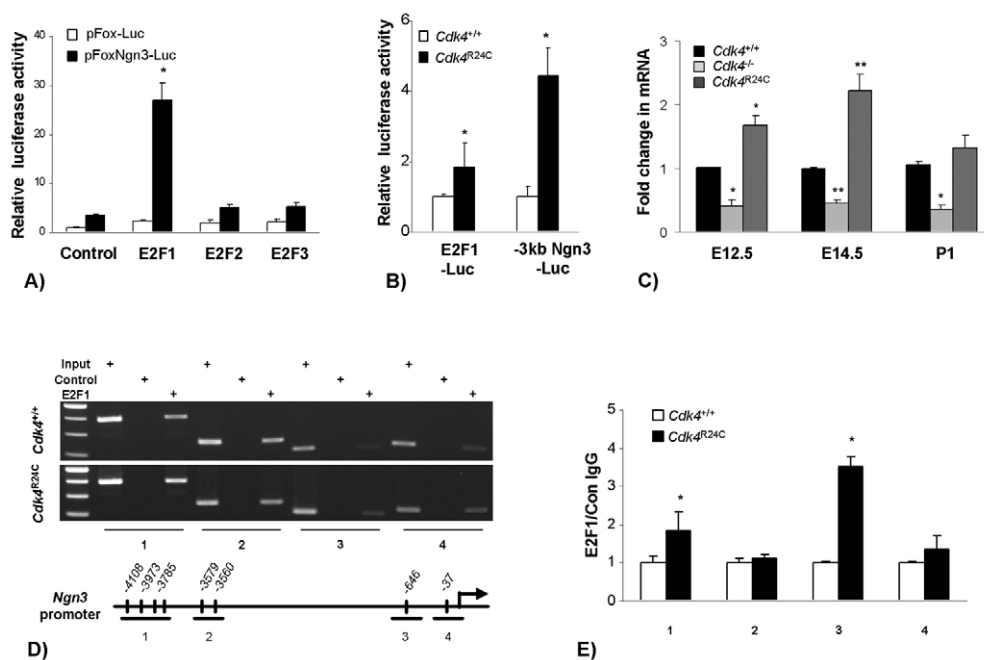 Relative luciferase activity
40
30
20
10
0
pFox-Luc
pFoxNgn3-Luc
*
Control E2F1 E2F2 E2F3
A)
Relative luciferase activity
6
4
2
0
Cdk4+/+
Cdk4R24C
*
*
E2F1 -3kb Ngn3
-Luc -Luc
B)
Fold change in mRNA
3
2
1
0
Cdk4+/+
Cdk4-/-
Cdk4R24C
* * ** ** *
E12.5 E14.5 P1
C)
Input + + + +
Control + + + +
E2F1 + + + +
Cdk4+/+
Cdk4R24C
1 2 3 4
-4108 -3973 -3785 -3579 -3560 -646 -37
Ngn3
promoter
1 2 3 4
D)
E2F1/Con IgG
5
4
3
2
1
0
Cdk4+/+
Cdk4R24C
*
*
1 2 3 4
E)